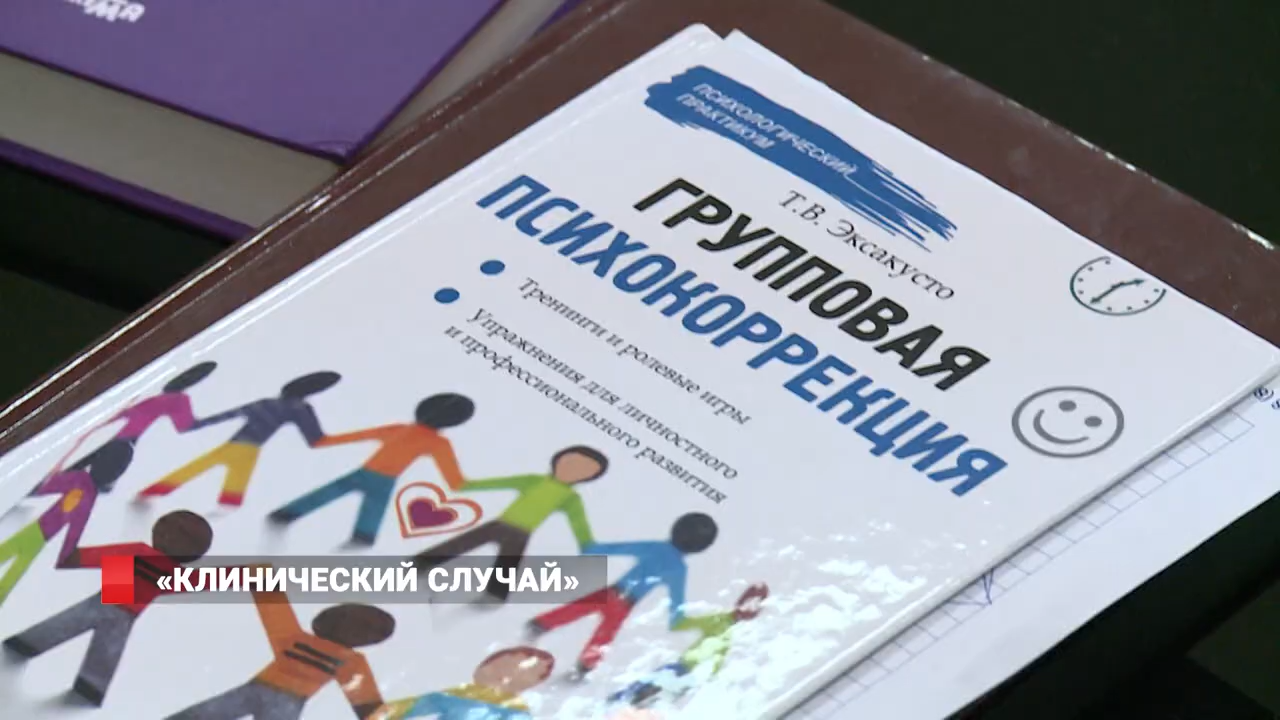 ПСИХОЛОГИЧЕСКИЙ
ПРАКТИКУМ
Т.В. Эксакусто
ГРУППОВАЯ
ПСИХОКОРРЕКЦИЯ
Тренинги и ролевые игры
Упражнения для личностного
и профессионального развития
«КЛИНИЧЕСКИЙ СЛУЧАЙ»